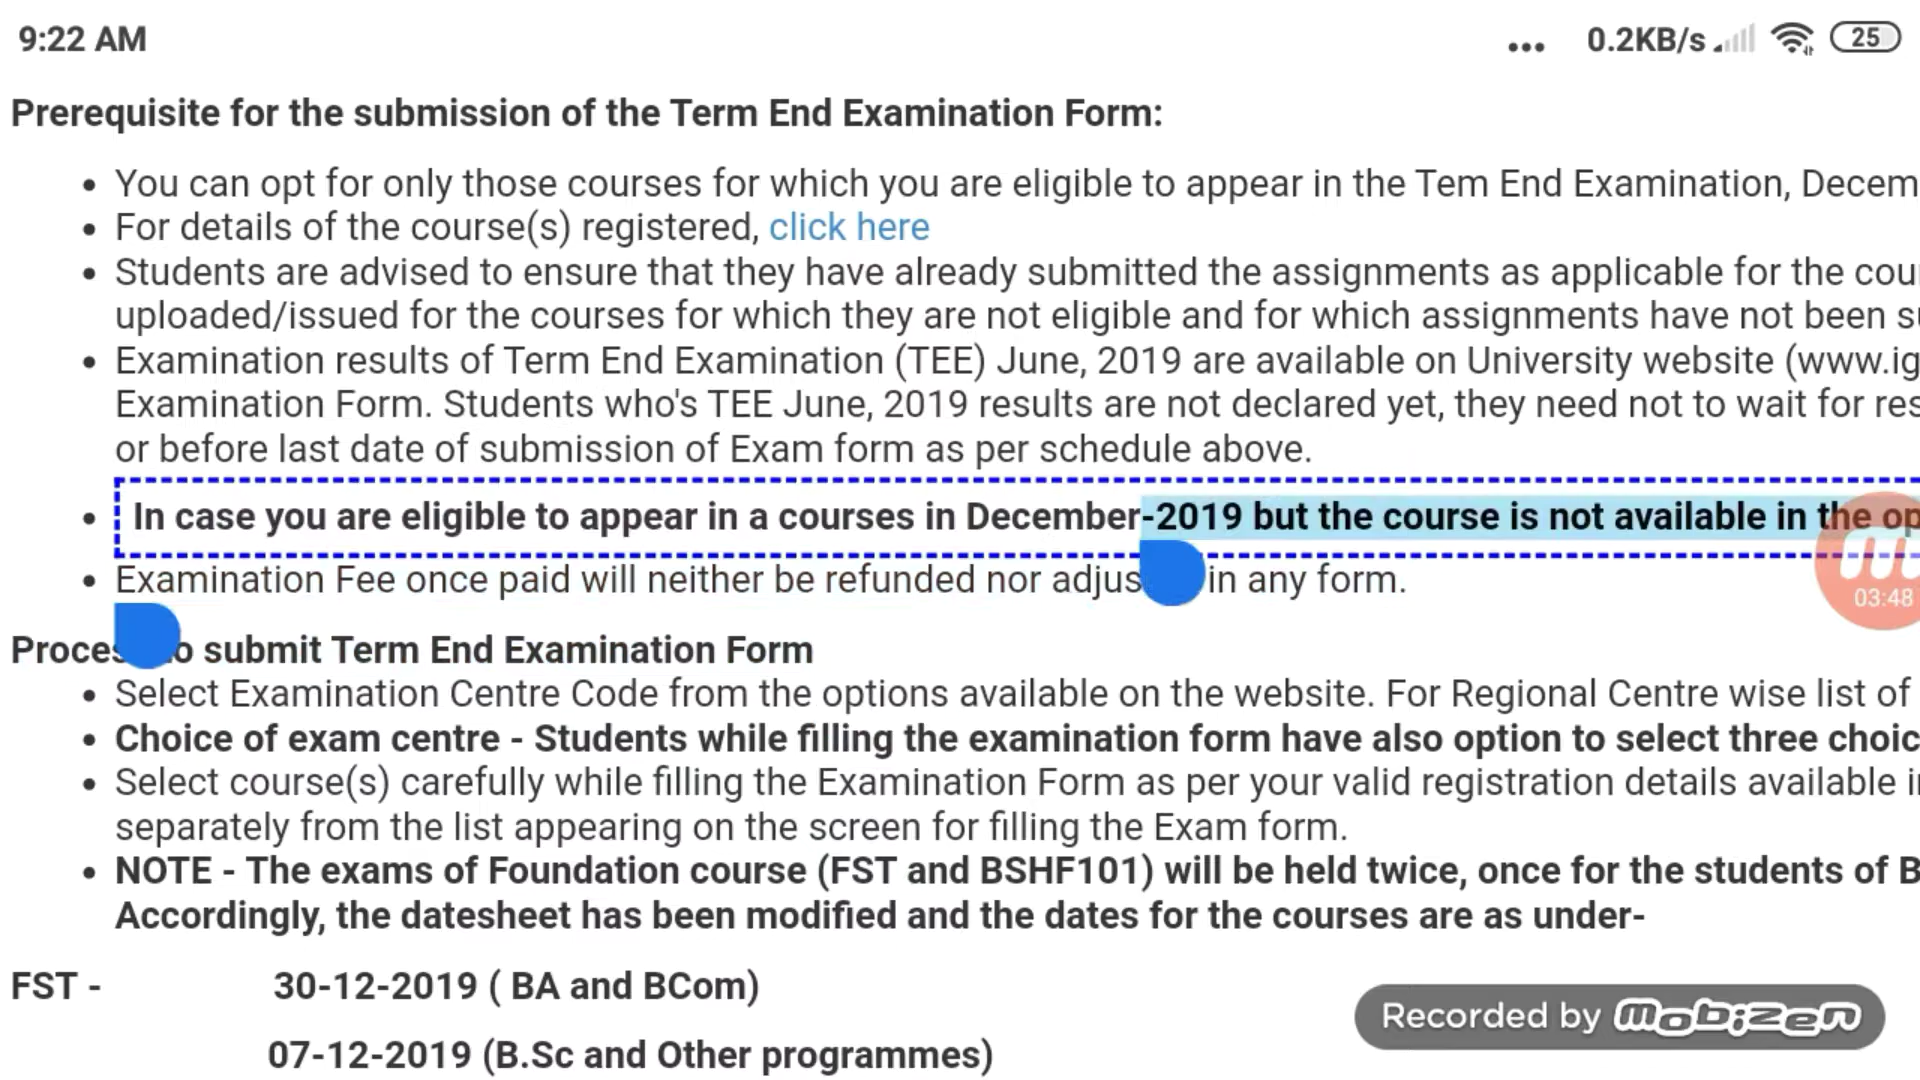 9:22 AM
... 0.2KB/s 25
Prerequisite for the submission of the Term End Examination Form:
• You can opt for only those courses for which you are eligible to appear in the Tem End Examination, Decem
• For details of the course(s) registered, click here
• Students are advised to ensure that they have already submitted the assignments as applicable for the cou
uploaded/issued for the courses for which they are not eligible and for which assignments have not been s
• Examination results of Term End Examination (TEE) June, 2019 are available on University website (www.ig
Examination Form. Students who's TEE June, 2019 results are not declared yet, they need not to wait for res
or before last date of submission of Exam form as per schedule above.
• In case you are eligible to appear in a courses in December-2019 but the course is not available in the op
• Examination Fee once paid will neither be refunded nor adjus in any form.
03:48
Proces o submit Term End Examination Form
• Select Examination Centre Code from the options available on the website. For Regional Centre wise list of
• Choice of exam centre - Students while filling the examination form have also option to select three choic
• Select course(s) carefully while filling the Examination Form as per your valid registration details available i
separately from the list appearing on the screen for filling the Exam form.
• NOTE - The exams of Foundation course (FST and BSHF101) will be held twice, once for the students of B
Accordingly, the datesheet has been modified and the dates for the courses are as under-
FST - 30-12-2019 ( BA and BCom)
07-12-2019 (B.Sc and Other programmes)
Recorded by mobizen